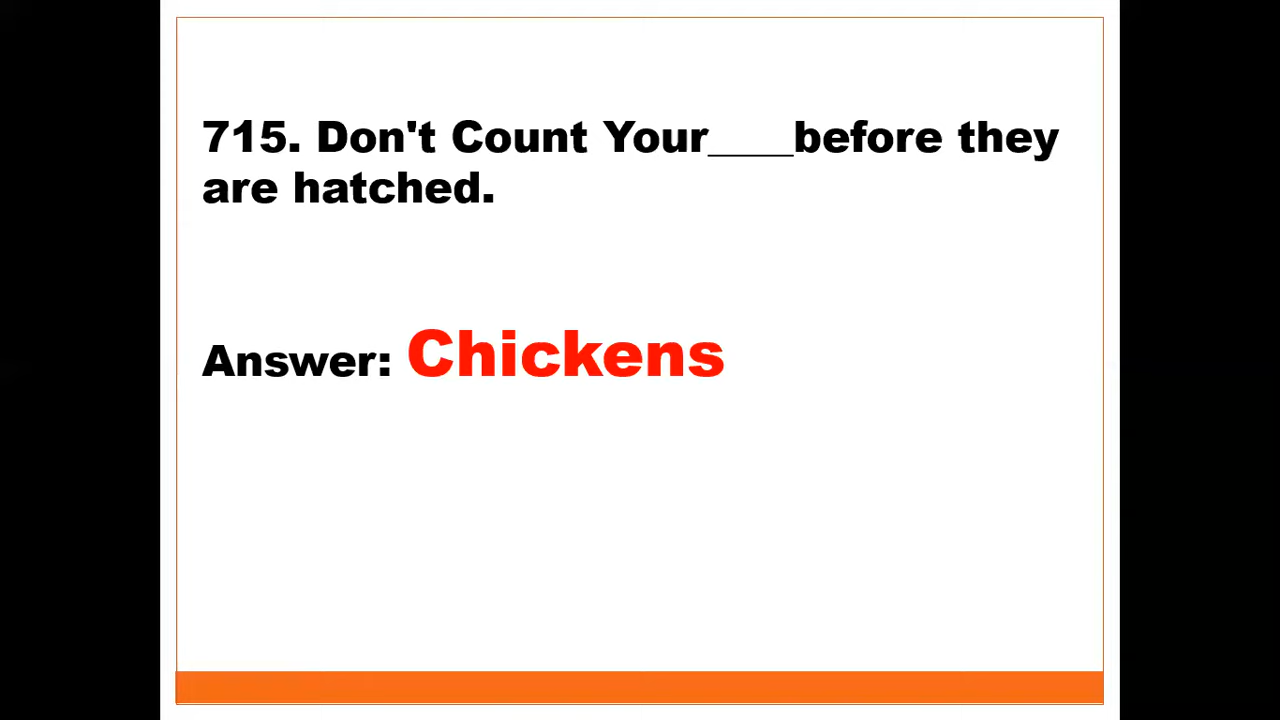 715. Don't Count Your____before they
are hatched.
Answer: Chickens